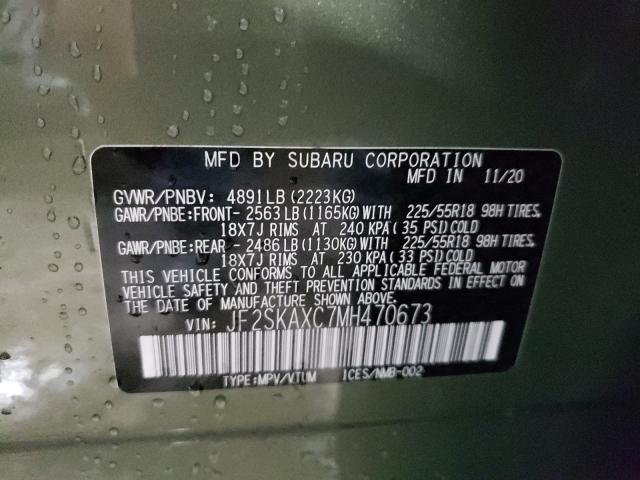 MFD BY SUBARU CORPORATION
MFD IN 11/20
GVWR/PNBV: 4891LB (2223KG)
GAWR/PNBE:FRONT- 2563LB (1165KG)WITH 225/55R18 98H TIRES,
18X7J RIMS AT 240 KPA( 35 PSI)COLD
GAWR/PNBE:REAR- 2486LB (1130KG)WITH 225/55R18 98H TIRES,
18X7J RIMS AT 230 KPA( 33 PSI)COLD
THIS VEHICLE CONFORMS TO ALL APPLICABLE FEDERAL MOTOR
VEHICLE SAFETY AND THEFT PREVENTION STANDARDS IN EFFECT ON
THE DATE OF MANUFACTURE SHOWN ABOVE.
VIN: JF2SKAXC7MH470673
TYPE:MPV/VTUM ICES/NMB-002